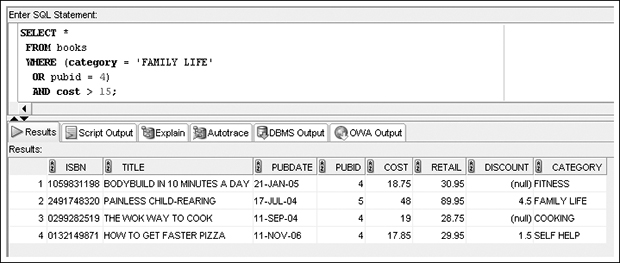 Enter SQL Statement:
SELECT *
FROM books
WHERE (category = 'FAMILY LIFE'
OR pubid = 4)
AND cost > 15;
Results Script Output Explain Autotrace DBMS Output OWA Output
Results:
ISBN TITLE PUBDATE PUBID COST RETAIL DISCOUNT CATEGORY
1 1059831198 BODYBUILD IN 10 MINUTES A DAY 21-JAN-05 4 18.75 30.95 (null) FITNESS
2 2491748320 PAINLESS CHILD-REARING 17-JUL-04 5 48 89.95 4.5 FAMILY LIFE
3 0299282519 THE WOK WAY TO COOK 11-SEP-04 4 19 28.75 (null) COOKING
4 0132149871 HOW TO GET FASTER PIZZA 11-NOV-06 4 17.85 29.95 1.5 SELF HELP